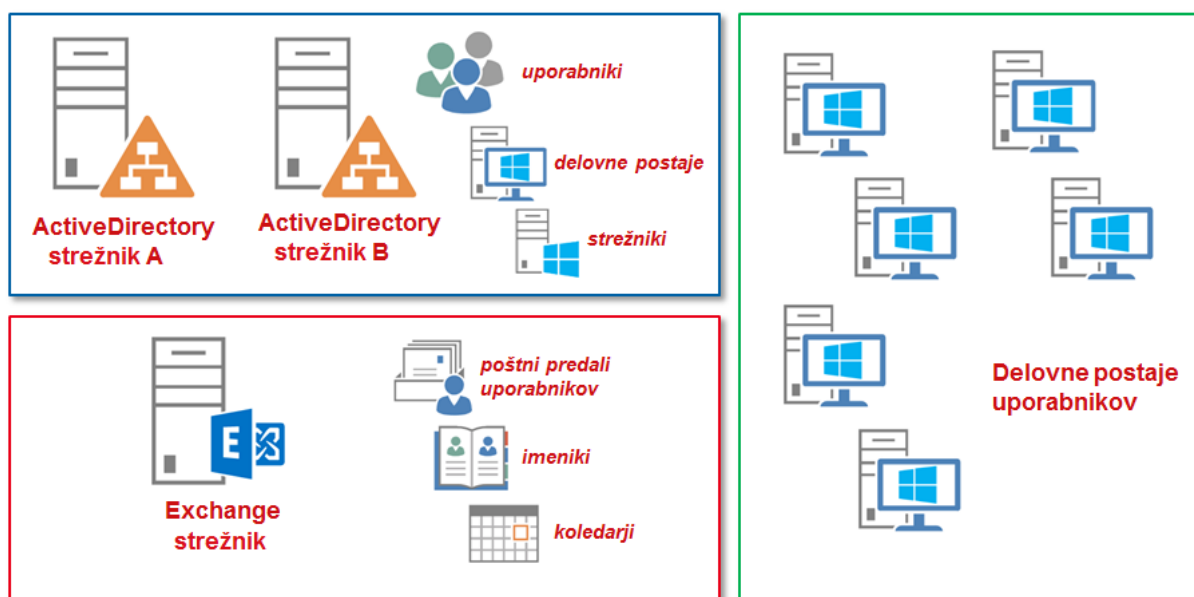 uporabniki
delovne postaje
strežniki
ActiveDirectory
strežnik A
ActiveDirectory
strežnik B
poštni predali
uporabnikov
imeniki
koledarji
E
Exchange
strežnik
Delovne postaje
uporabnikov